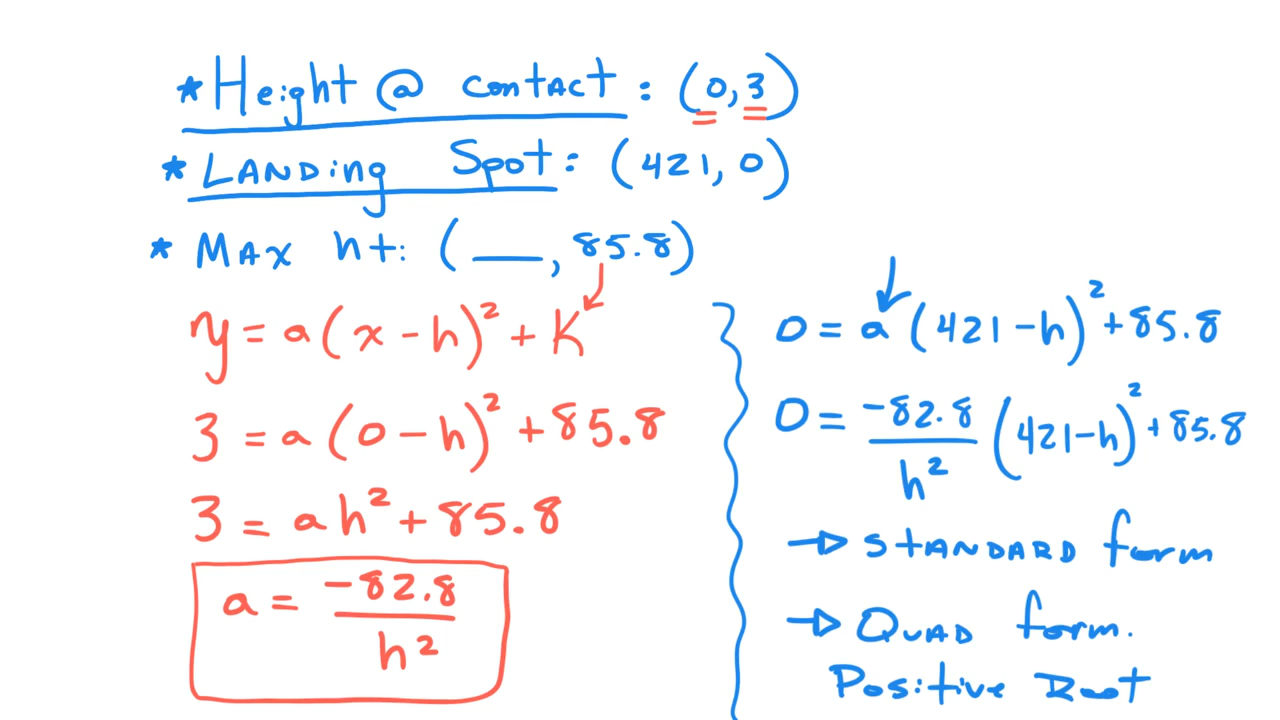 * Height @ contact : (0, 3)
* LANDing Spot : (421, 0)
* MAX ht: ( ___ , 85.8)
y = a(x - h)² + K
3 = a(0 - h)² + 85.8
3 = ah² + 85.8
a = -82.8 / h²
0 = a(421 - h)² + 85.8
0 = -82.8 / h² (421 - h)² + 85.8
→ STANDARD form
→ QUAD form.
Positive Root